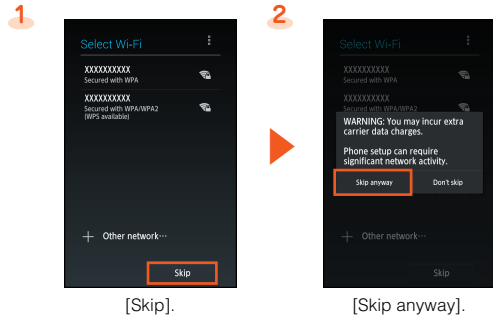 1
Select Wi-Fi
XXXXXXXXXX
Secured with WPA
XXXXXXXXXX
Secured with WPA/WPA2
(WPS available)
+ Other network…
Skip
[Skip].
2
Select Wi-Fi
XXXXXXXXXX
Secured with WPA
XXXXXXXXXX
Secured with WPA/WPA2
WARNING: You may incur extra
carrier data charges.
Phone setup can require
significant network activity.
Skip anyway Don't skip
+ Other network…
Skip
[Skip anyway].